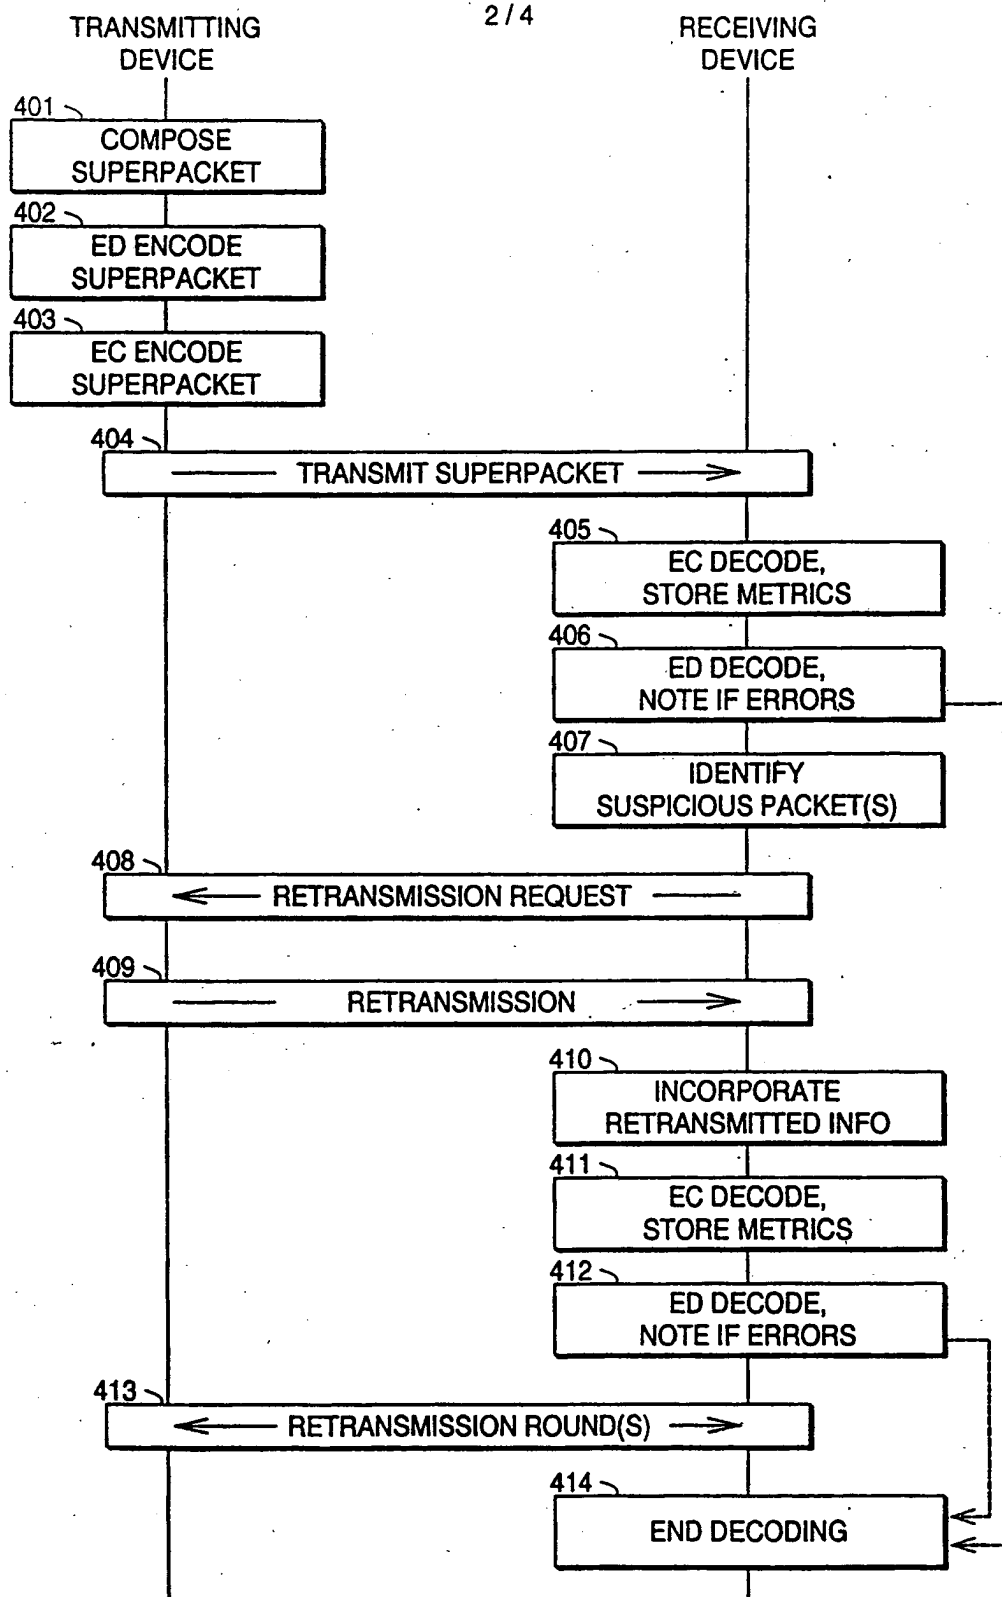 2/4
TRANSMITTING
DEVICE
RECEIVING
DEVICE
401
COMPOSE
SUPERPACKET
402
ED ENCODE
SUPERPACKET
403
EC ENCODE
SUPERPACKET
404
TRANSMIT SUPERPACKET
405
EC DECODE,
STORE METRICS
406
ED DECODE,
NOTE IF ERRORS
407
IDENTIFY
SUSPICIOUS PACKET(S)
408
RETRANSMISSION REQUEST
409
RETRANSMISSION
410
INCORPORATE
RETRANSMITTED INFO
411
EC DECODE,
STORE METRICS
412
ED DECODE,
NOTE IF ERRORS
413
RETRANSMISSION ROUND(S)
414
END DECODING